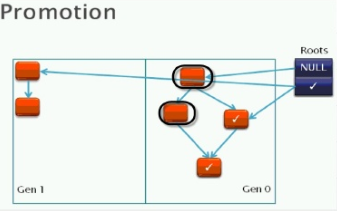 Promotion
Roots
NULL
✓
✓
✓
Gen 1
Gen 0